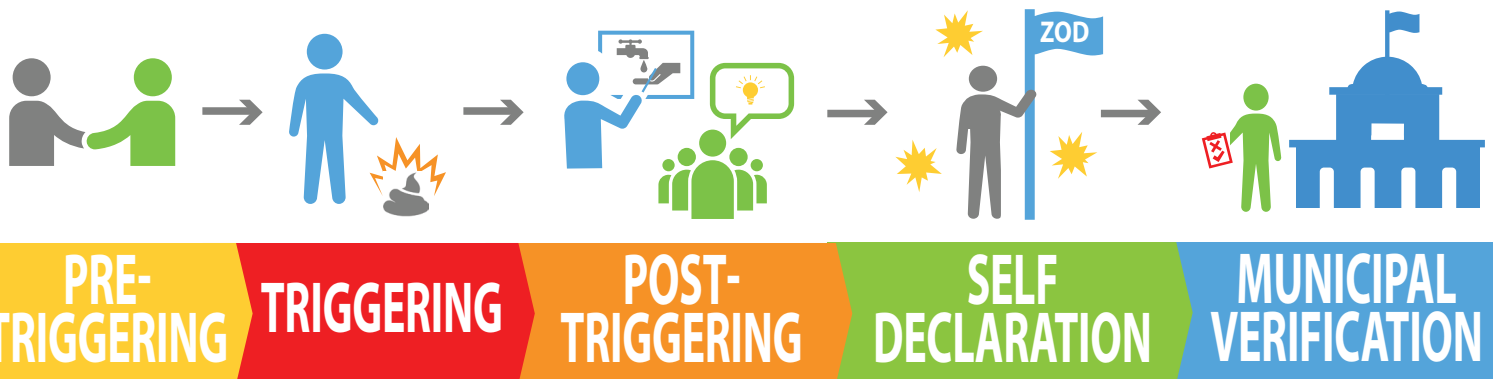 ZOD
PRE-
TRIGGERING
TRIGGERING
POST-
TRIGGERING
SELF
DECLARATION
MUNICIPAL
VERIFICATION